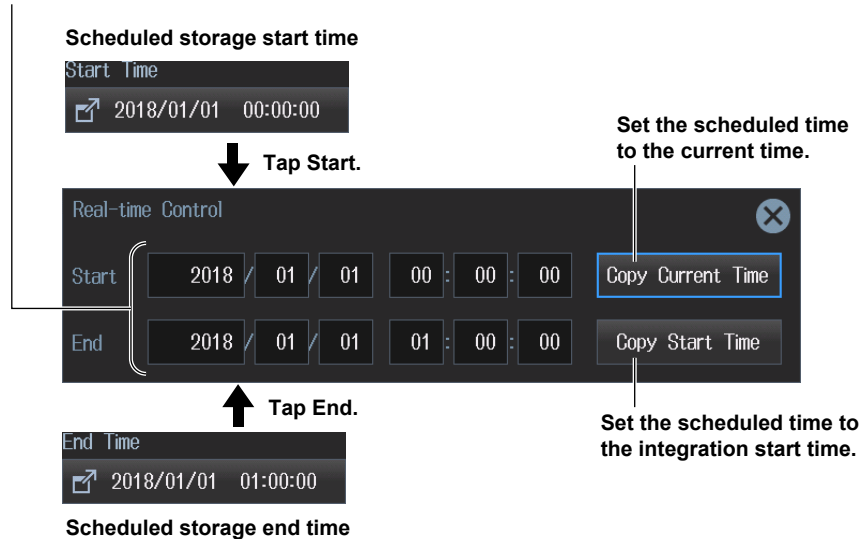 Scheduled storage start time
Start Time
2018/01/01 00:00:00
Tap Start.
Set the scheduled time
to the current time.
Real-time Control
Start 2018 / 01 / 01 00 : 00 : 00 Copy Current Time
End 2018 / 01 / 01 01 : 00 : 00 Copy Start Time
Tap End.
Set the scheduled time to
the integration start time.
End Time
2018/01/01 01:00:00
Scheduled storage end time